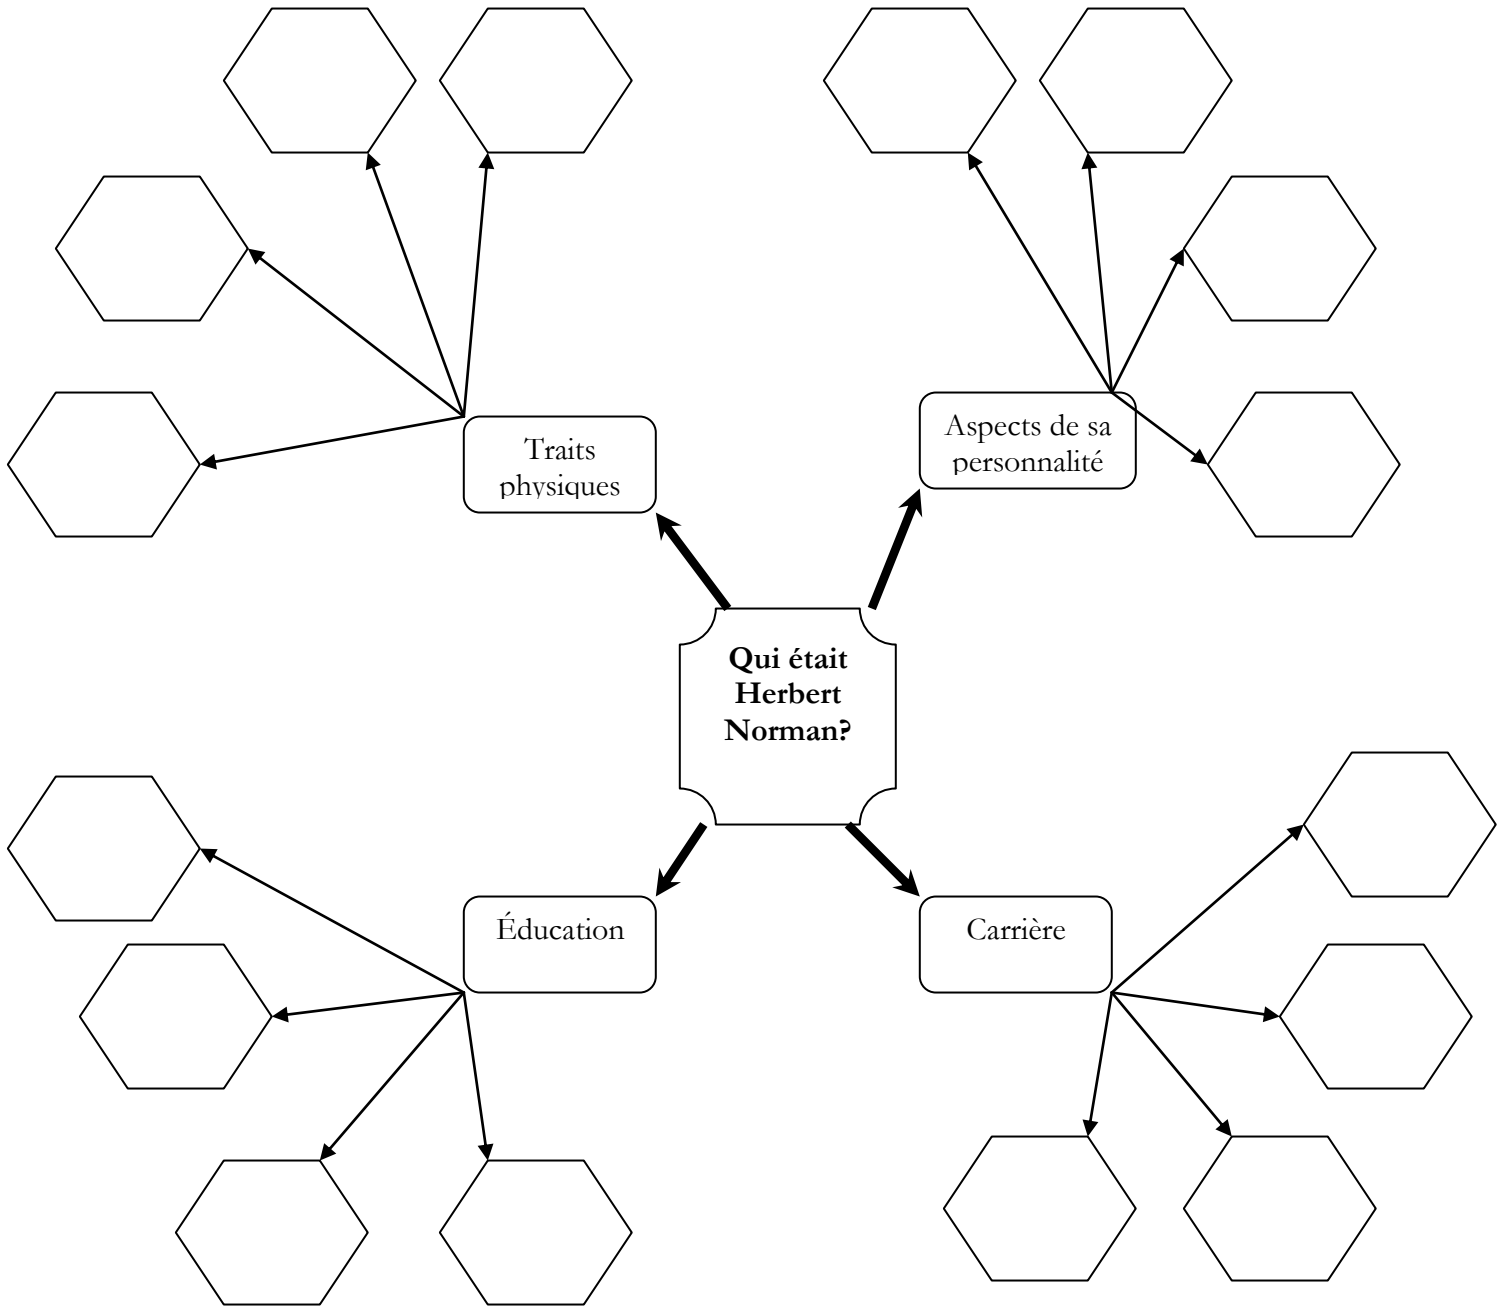 Traits
physiques
Aspects de sa
personnalité
Qui était
Herbert
Norman?
Éducation
Carrière